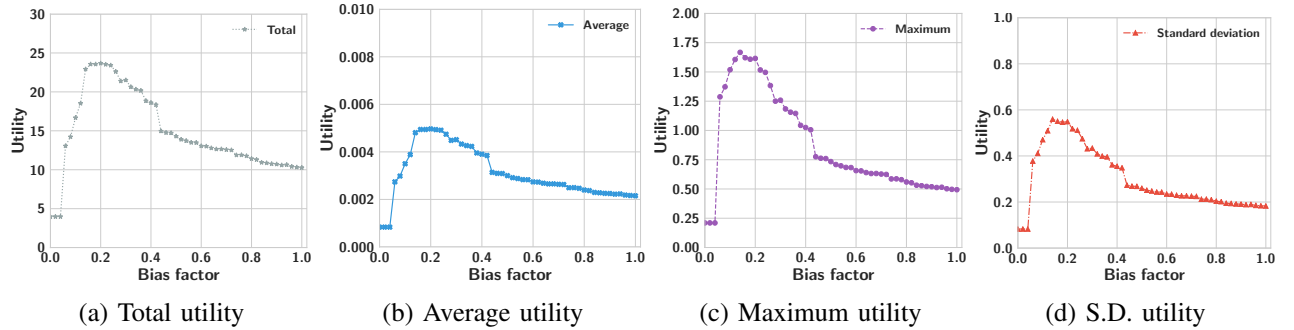 30
25
20
15
10
5
0
0.0 0.2 0.4 0.6 0.8 1.0
Utility
Bias factor
Total
(a) Total utility
0.010
0.008
0.006
0.004
0.002
0.000
0.0 0.2 0.4 0.6 0.8 1.0
Utility
Bias factor
Average
(b) Average utility
2.00
1.75
1.50
1.25
1.00
0.75
0.50
0.25
0.00
0.0 0.2 0.4 0.6 0.8 1.0
Utility
Bias factor
Maximum
(c) Maximum utility
1.0
0.8
0.6
0.4
0.2
0.0
0.0 0.2 0.4 0.6 0.8 1.0
Utility
Bias factor
Standard deviation
(d) S.D. utility